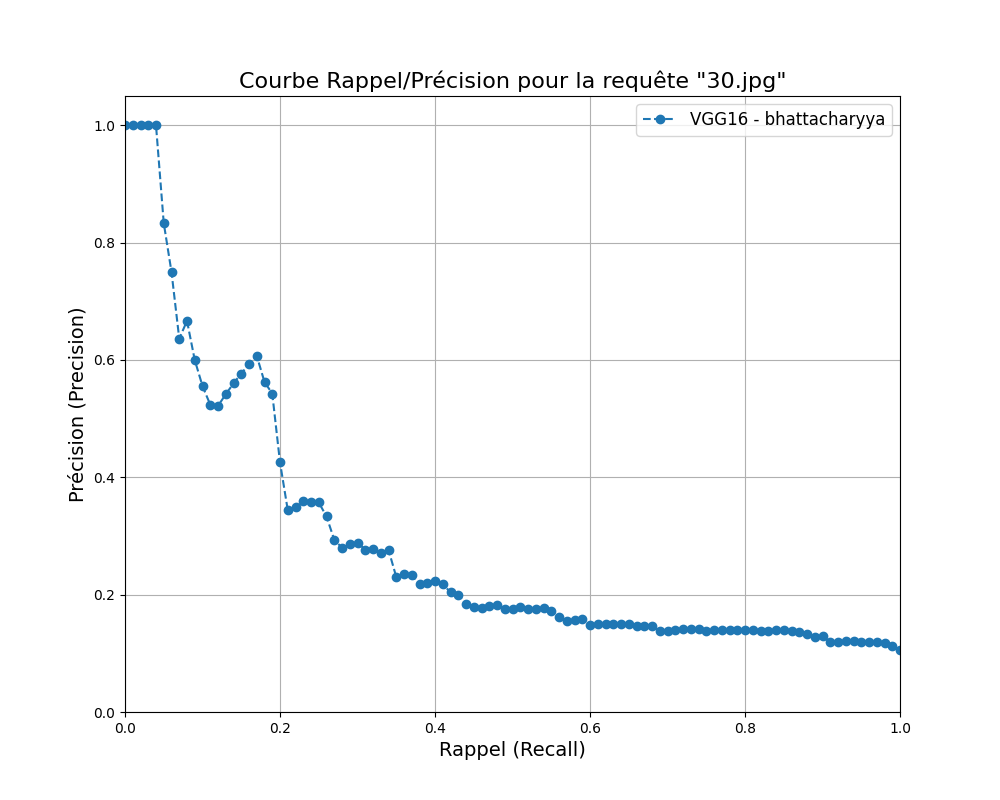 Courbe Rappel/Précision pour la requête "30.jpg"
VGG16 - bhattacharyya
1.0
0.8
0.6
0.4
0.2
0.0
Précision (Precision)
0.0 0.2 0.4 0.6 0.8 1.0
Rappel (Recall)